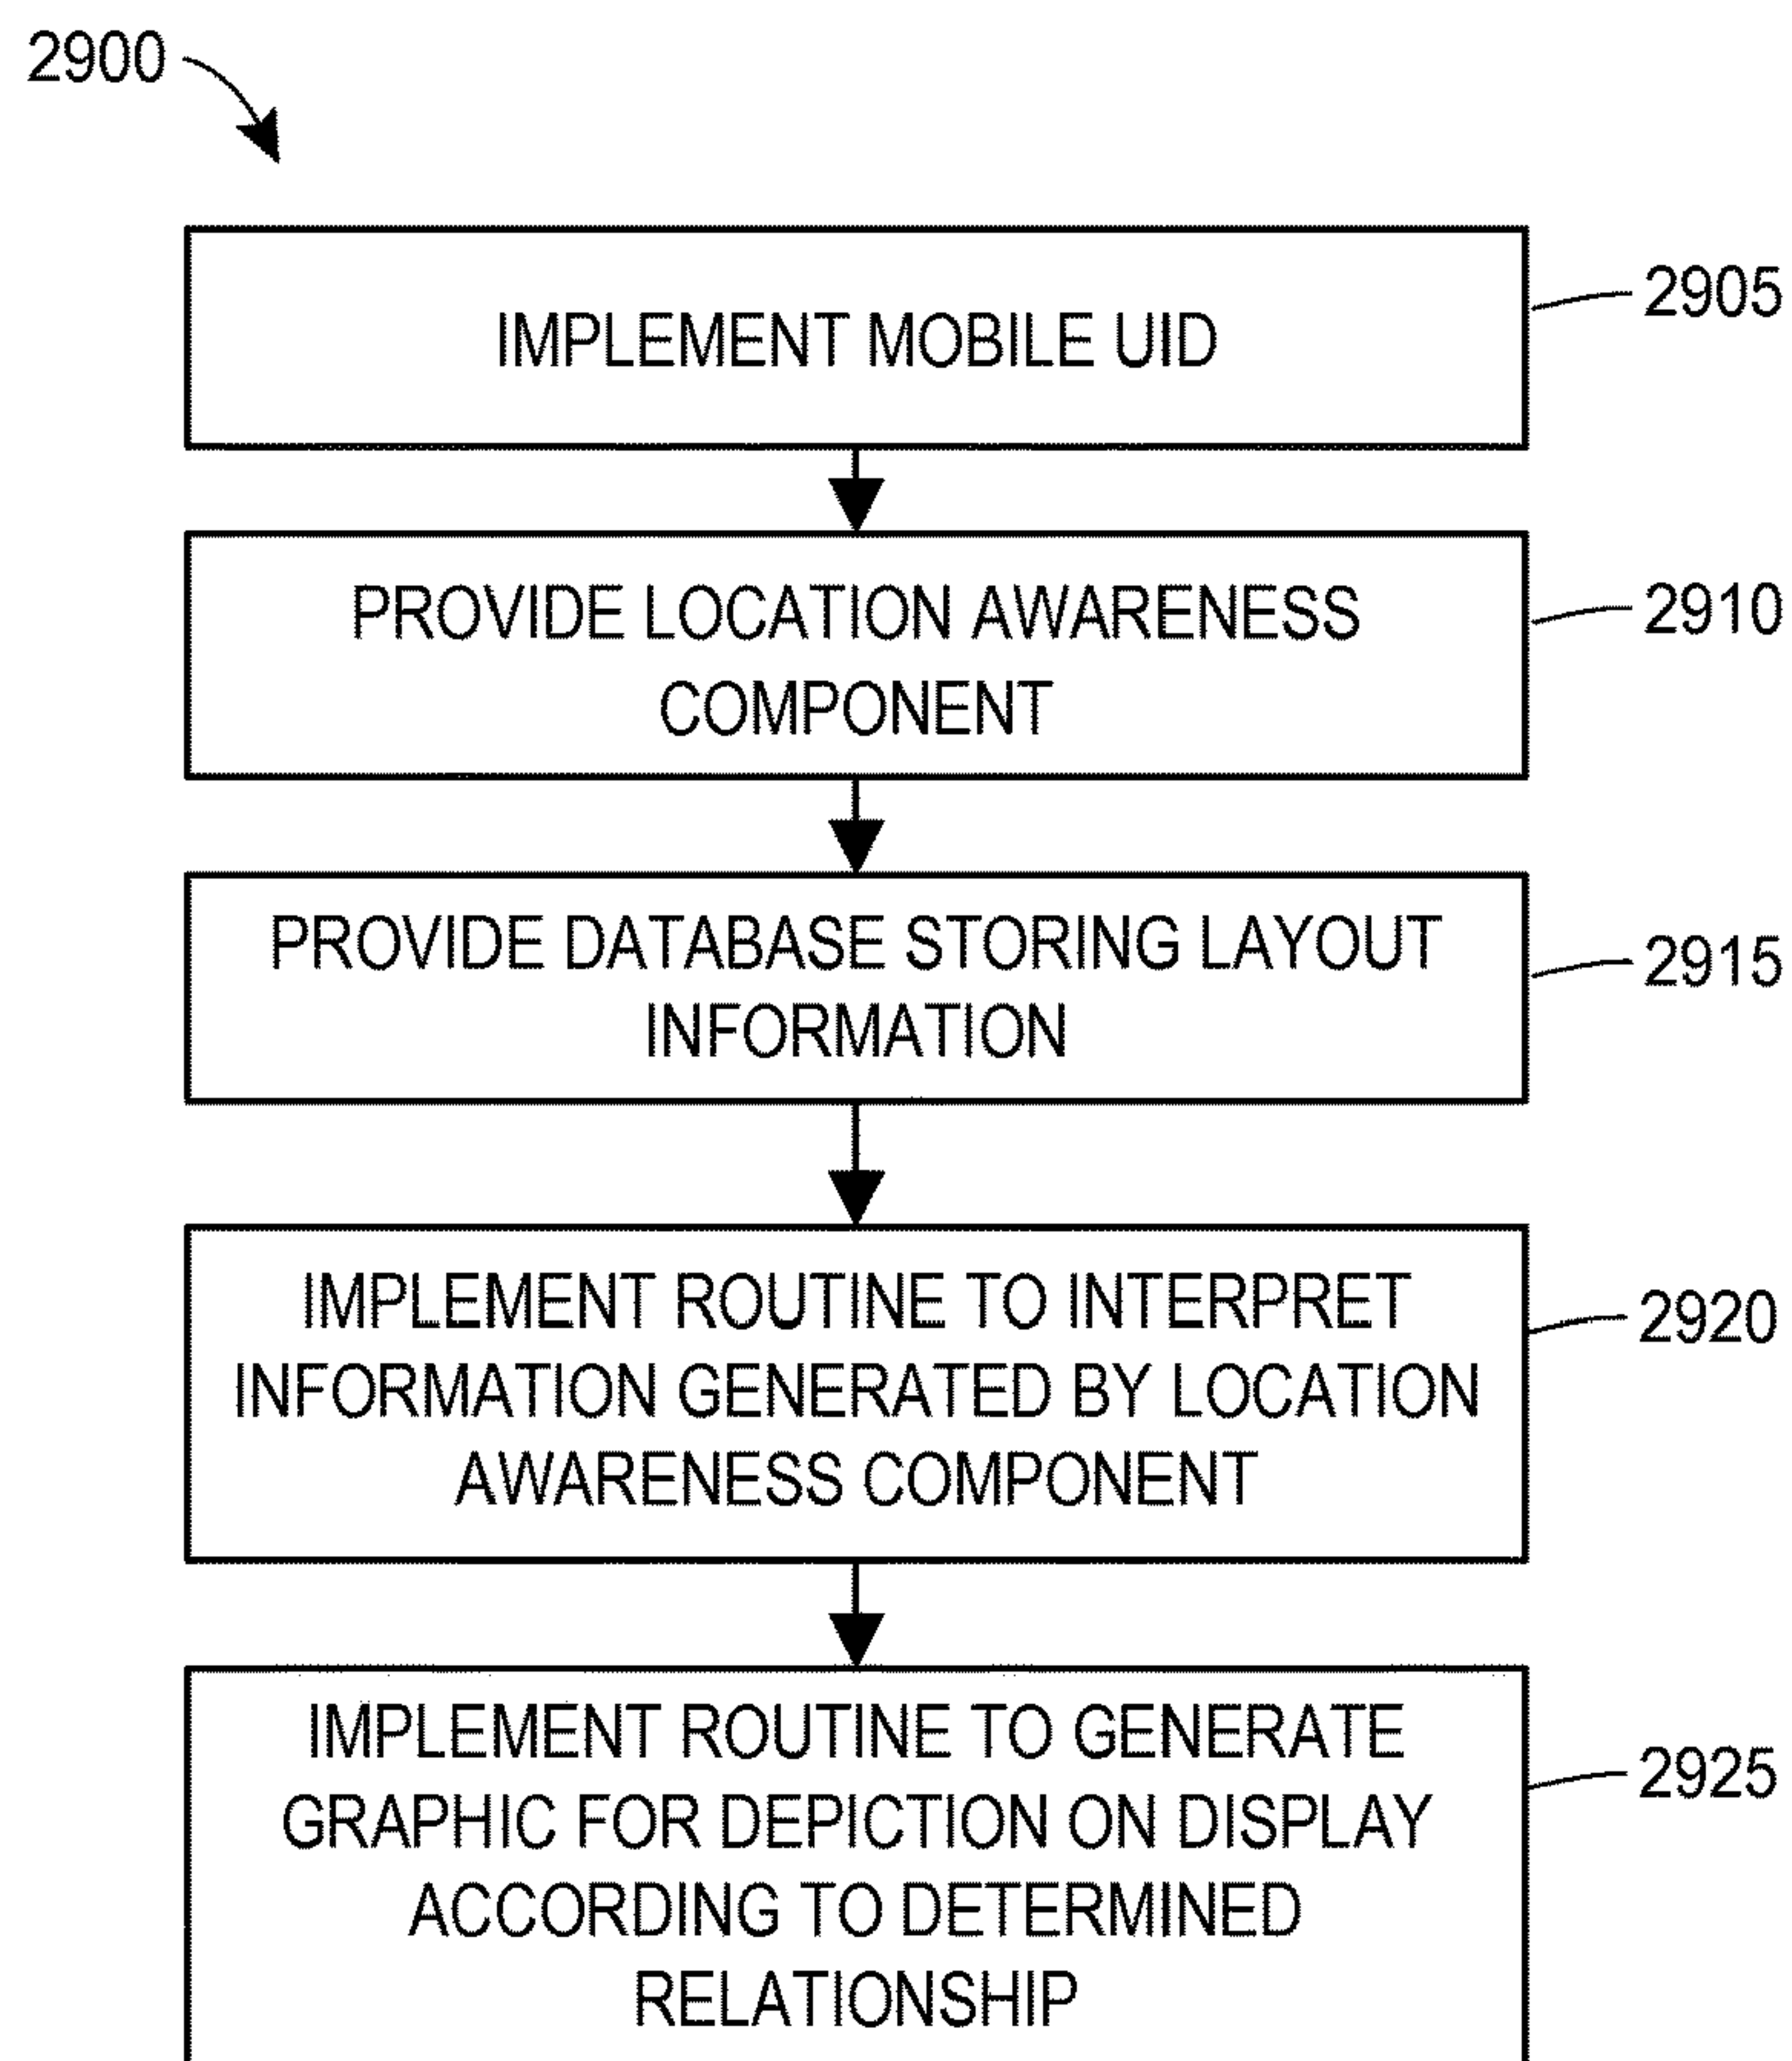 2900
IMPLEMENT MOBILE UID
2905
PROVIDE LOCATION AWARENESS
COMPONENT
2910
PROVIDE DATABASE STORING LAYOUT
INFORMATION
2915
IMPLEMENT ROUTINE TO INTERPRET
INFORMATION GENERATED BY LOCATION
AWARENESS COMPONENT
2920
IMPLEMENT ROUTINE TO GENERATE
GRAPHIC FOR DEPICTION ON DISPLAY
ACCORDING TO DETERMINED
RELATIONSHIP
2925